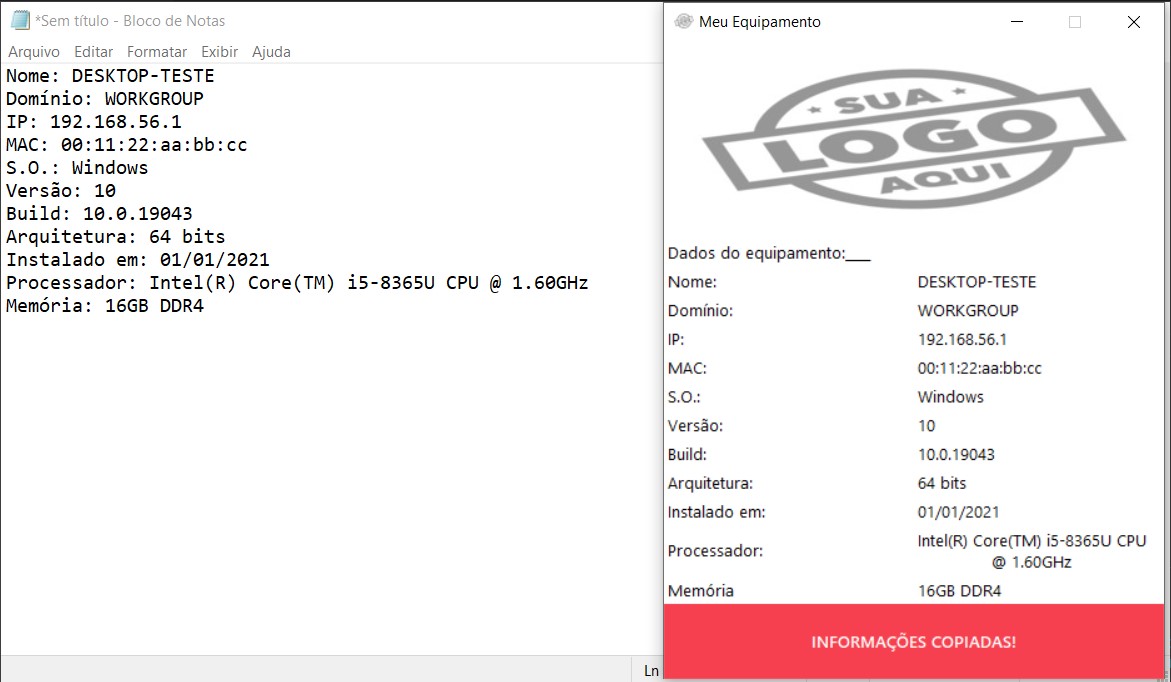 *Sem título - Bloco de Notas
Arquivo Editar Formatar Exibir Ajuda
Nome: DESKTOP-TESTE
Domínio: WORKGROUP
IP: 192.168.56.1
MAC: 00:11:22:aa:bb:cc
S.O.: Windows
Versão: 10
Build: 10.0.19043
Arquitetura: 64 bits
Instalado em: 01/01/2021
Processador: Intel(R) Core(TM) i5-8365U CPU @ 1.60GHz
Memória: 16GB DDR4
Ln
Meu Equipamento
SUA
LOGO
AQUI
Dados do equipamento:___
Nome: DESKTOP-TESTE
Domínio: WORKGROUP
IP: 192.168.56.1
MAC: 00:11:22:aa:bb:cc
S.O.: Windows
Versão: 10
Build: 10.0.19043
Arquitetura: 64 bits
Instalado em: 01/01/2021
Processador: Intel(R) Core(TM) i5-8365U CPU
@ 1.60GHz
Memória 16GB DDR4
INFORMAÇÕES COPIADAS!